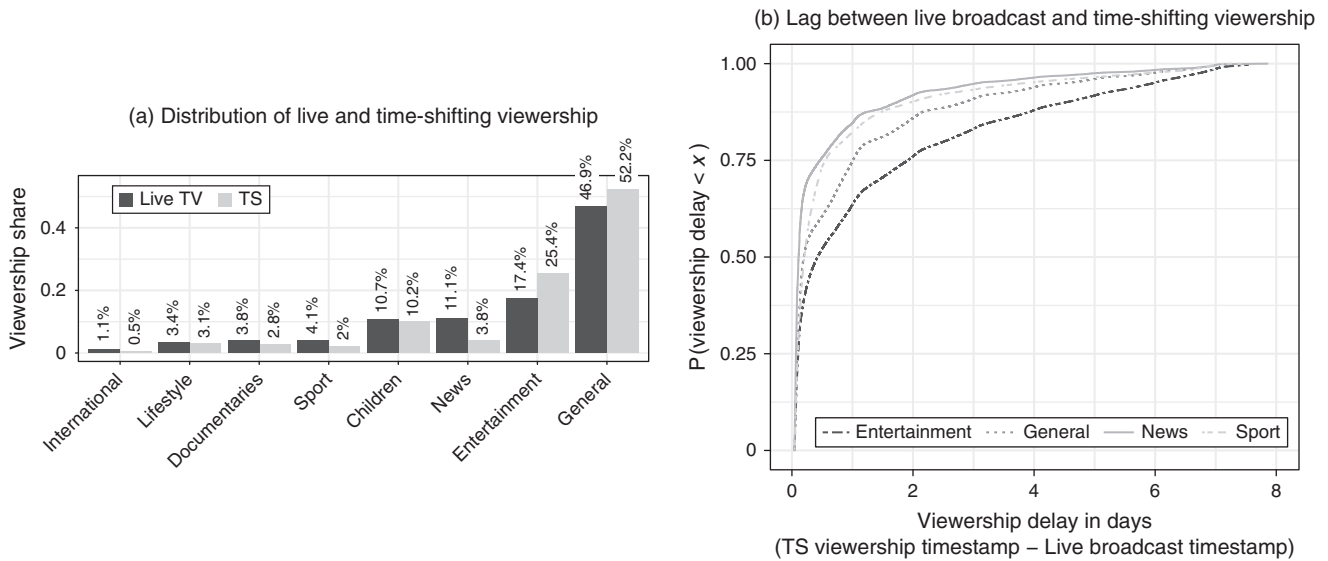 (a) Distribution of live and time-shifting viewership
Viewership share
0.4
0.2
0
Live TV TS
1.1% 0.5% 3.4% 3.1% 3.8% 2.8% 4.1% 2% 10.7% 10.2% 11.1% 3.8% 17.4% 25.4% 46.9% 52.2%
International Lifestyle Documentaries Sport Children News Entertainment General
(b) Lag between live broadcast and time-shifting viewership
P(viewership delay < x )
1.00
0.75
0.50
0.25
0
Entertainment General News Sport
0 2 4 6 8
Viewership delay in days
(TS viewership timestamp − Live broadcast timestamp)